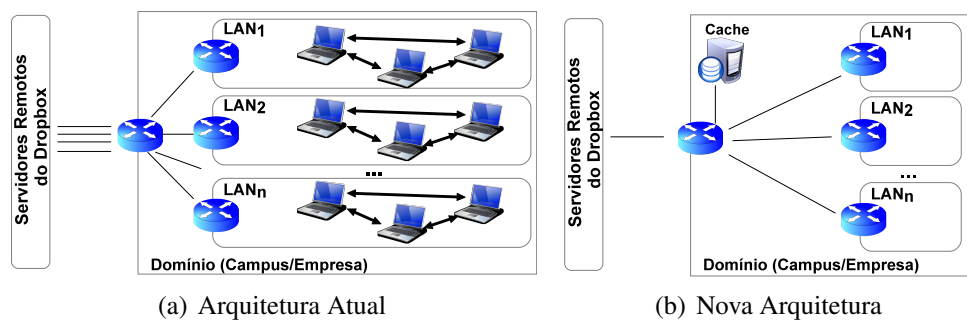 Servidores Remotos
do Dropbox
LAN1
LAN2
...
LANn
Domínio (Campus/Empresa)
(a) Arquitetura Atual
Servidores Remotos
do Dropbox
Cache
LAN1
LAN2
...
LANn
Domínio (Campus/Empresa)
(b) Nova Arquitetura